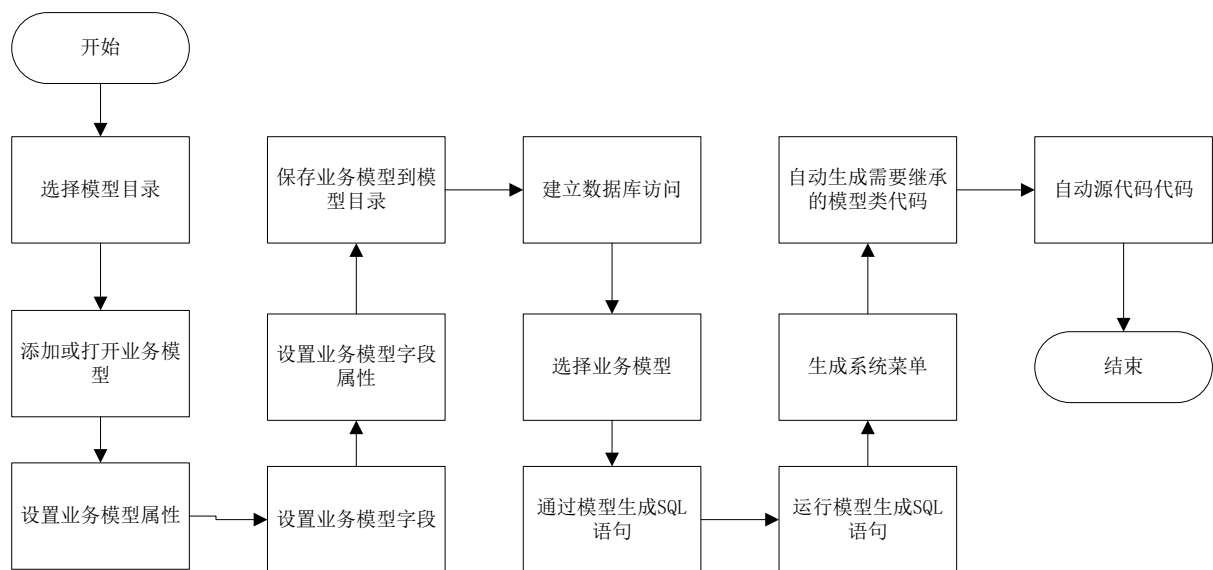 开始
选择模型目录
添加或打开业务模
型
设置业务模型属性
设置业务模型字段
设置业务模型字段
属性
保存业务模型到模
型目录
建立数据库访问
选择业务模型
通过模型生成SQL
语句
运行模型生成SQL
语句
生成系统菜单
自动生成需要继承
的模型类代码
自动源代码代码
结束